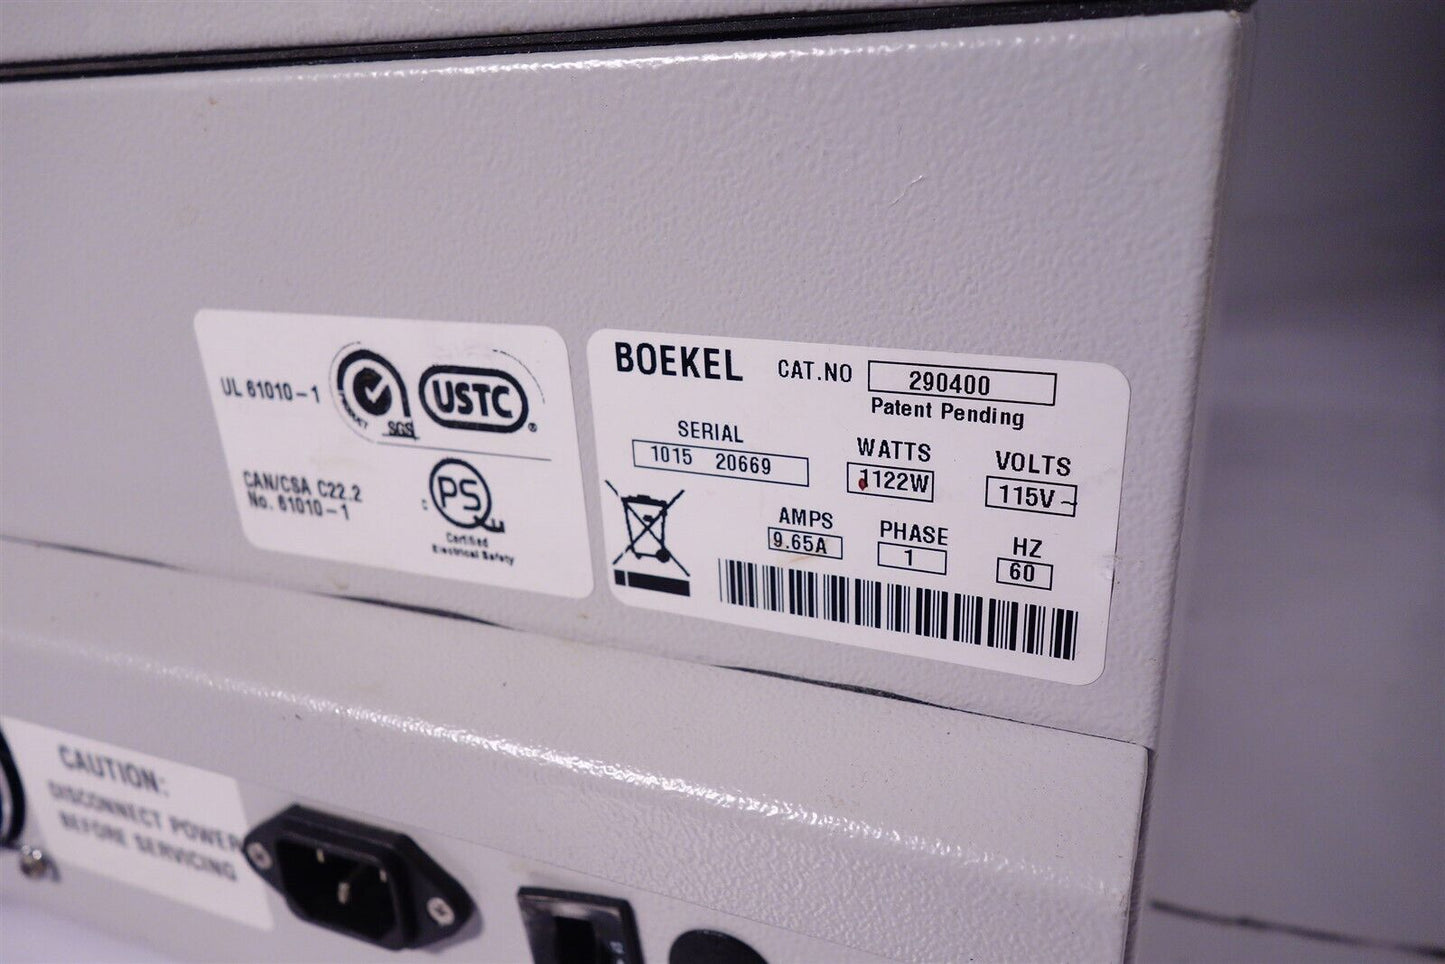 UL 61010-1
PRODUCT
SGS
USTC
®
CAN/CSA C22.2
No. 61010-1
PS
Certified
Electrical Safety
BOEKEL
CAT.NO 290400
Patent Pending
SERIAL
1015 20669
WATTS
1122W
VOLTS
115V ~
AMPS
9.65A
PHASE
1
HZ
60
CAUTION:
DISCONNECT POWER
BEFORE SERVICING